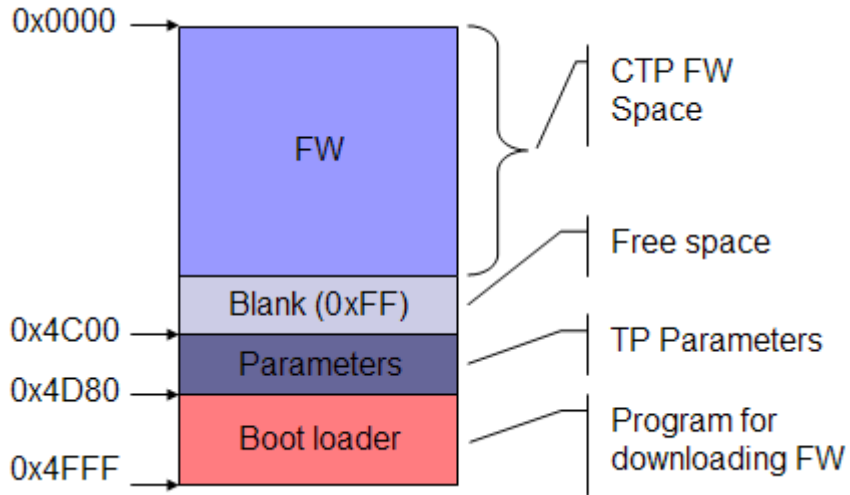 0x0000
FW
CTP FW
Space
Free space
Blank (0xFF)
0x4C00
Parameters
TP Parameters
0x4D80
Boot loader
Program for
downloading FW
0x4FFF